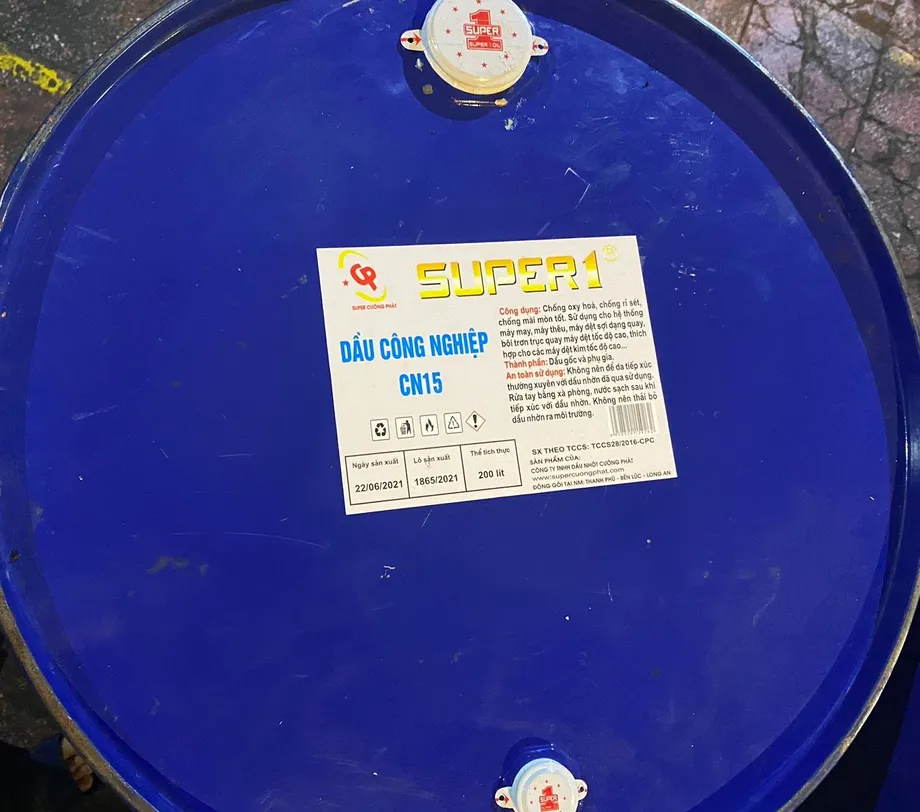 1
SUPER
SUPER 1 OIL
CP
SUPER CƯỜNG PHÁT
SUPER1
DẦU CÔNG NGHIỆP
CN15
Công dụng: Chống oxy hoá, chống rỉ sét,
chống mài mòn tốt. Sử dụng cho hệ thống
máy may, máy thêu, máy dệt sợi dạng quay,
bôi trơn trục quay máy dệt tốc độ cao, thích
hợp cho các máy dệt kim tốc độ cao...
Thành phần: Dầu gốc và phụ gia.
An toàn sử dụng: Không nên để da tiếp xúc
thường xuyên với dầu nhờn đã qua sử dụng.
Rửa tay bằng xà phòng, nước sạch sau khi
tiếp xúc với dầu nhờn. Không nên thải bỏ
dầu nhờn ra môi trường.
Ngày sản xuất
Lô sản xuất
Thể tích thực
22/06/2021
1865/2021
200 lít
SX THEO TCCS: TCCS28/2016-CPC
SẢN PHẨM CỦA:
CÔNG TY TNHH DẦU NHỚT CƯỜNG PHÁT
www.supercuongphat.com
ĐÓNG GÓI TẠI NM: THANH PHÚ - BẾN LỨC - LONG AN
1
SUPER